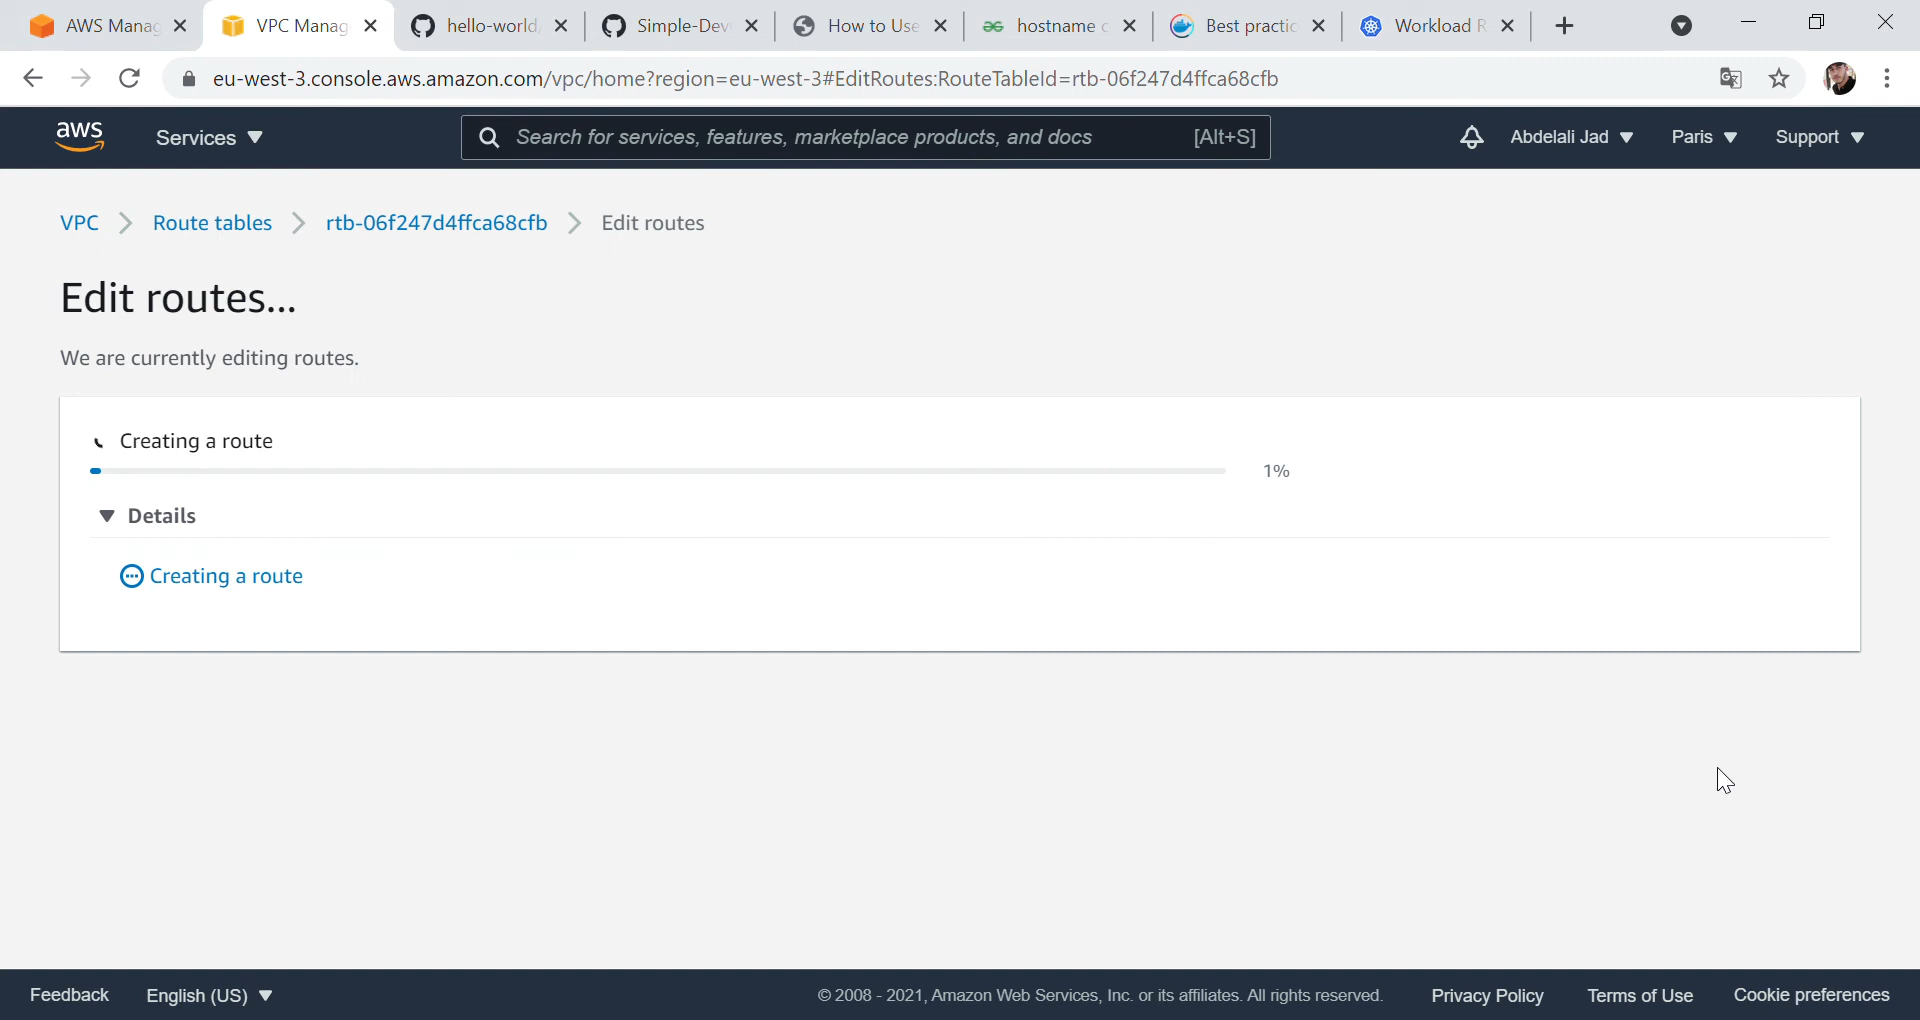 AWS Manag
VPC Manag
hello-world
Simple-Dev
How to Use
hostname c
Best practic
Workload R
eu-west-3.console.aws.amazon.com/vpc/home?region=eu-west-3#EditRoutes:RouteTableId=rtb-06f247d4ffca68cfb
aws
Services
Search for services, features, marketplace products, and docs
[Alt+S]
Abdelali Jad
Paris
Support
VPC
Route tables
rtb-06f247d4ffca68cfb
Edit routes
Edit routes...
We are currently editing routes.
Creating a route
1%
Details
Creating a route
Feedback
English (US)
© 2008 - 2021, Amazon Web Services, Inc. or its affiliates. All rights reserved.
Privacy Policy
Terms of Use
Cookie preferences